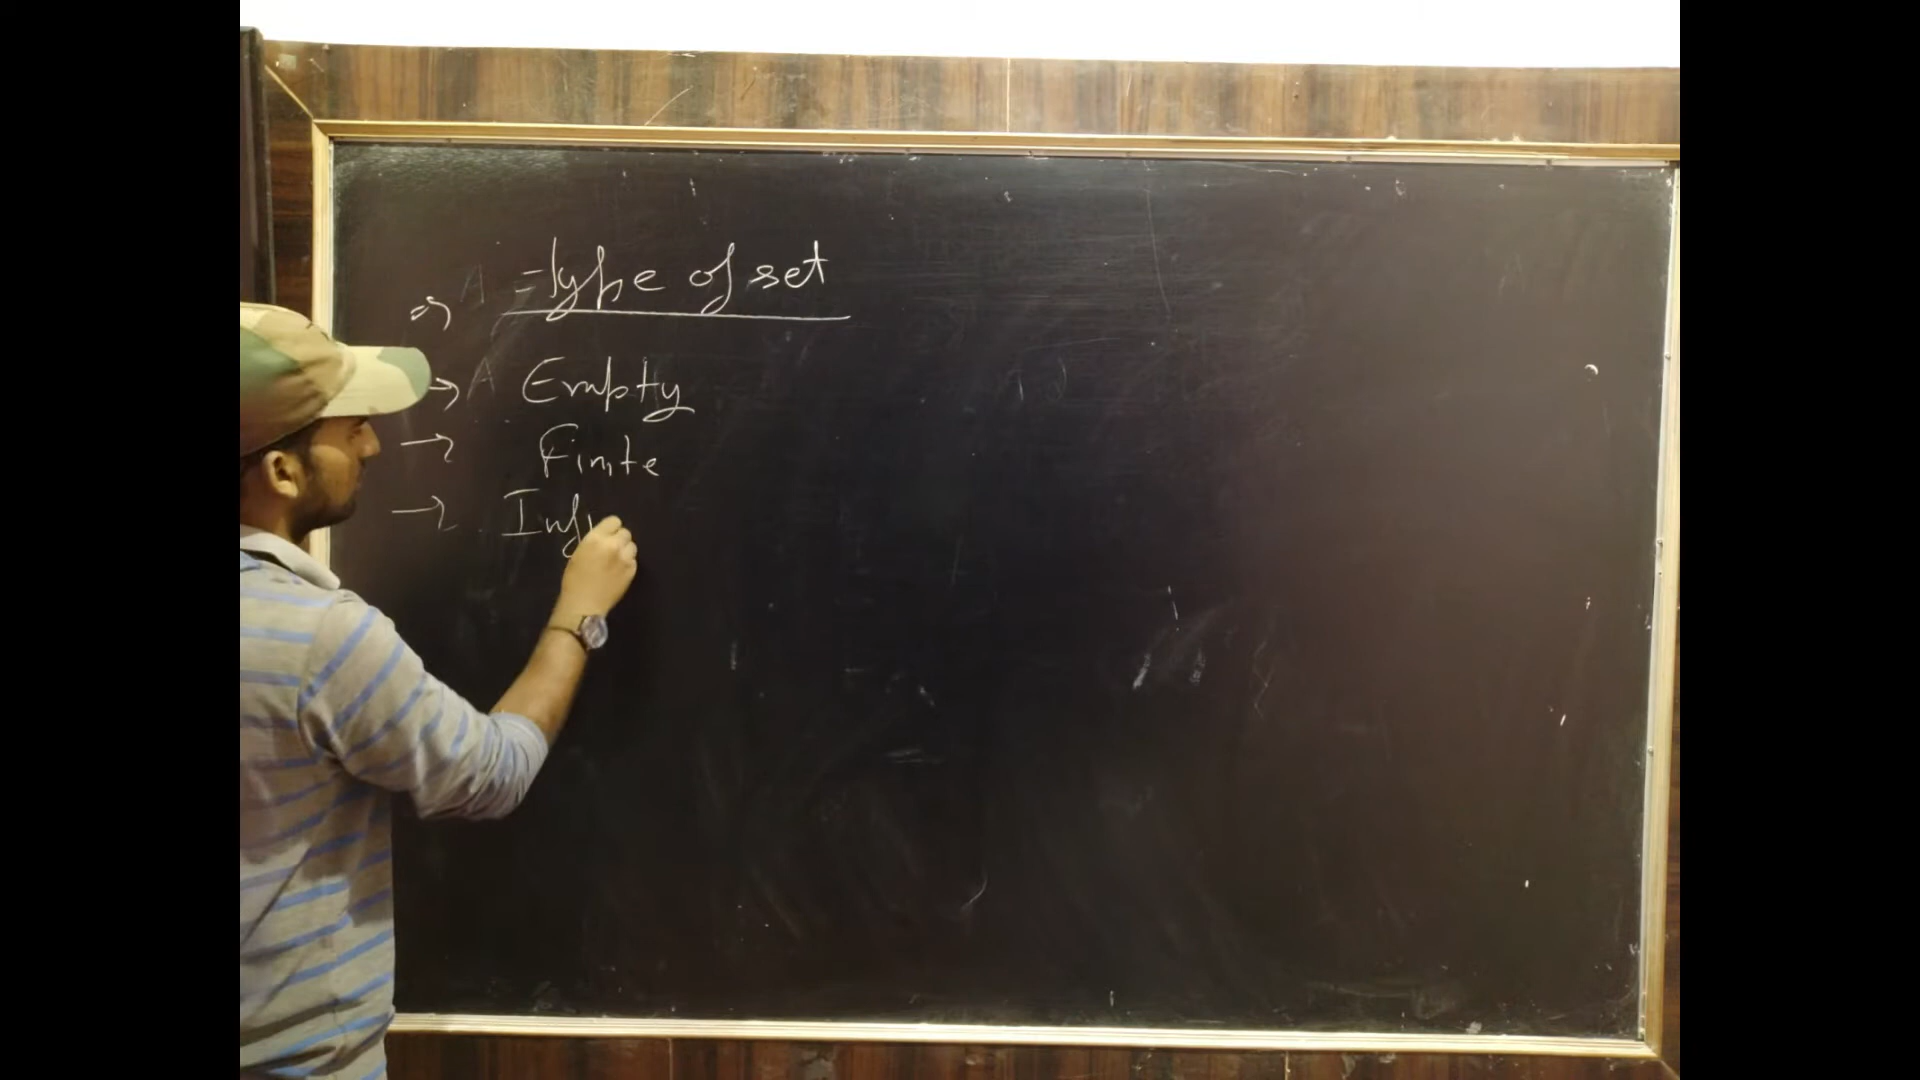 ⇒ Type of set
→ Empty
→ Finite
→ Inf